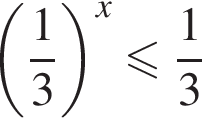 (1/3)^x ⩽ 1/3